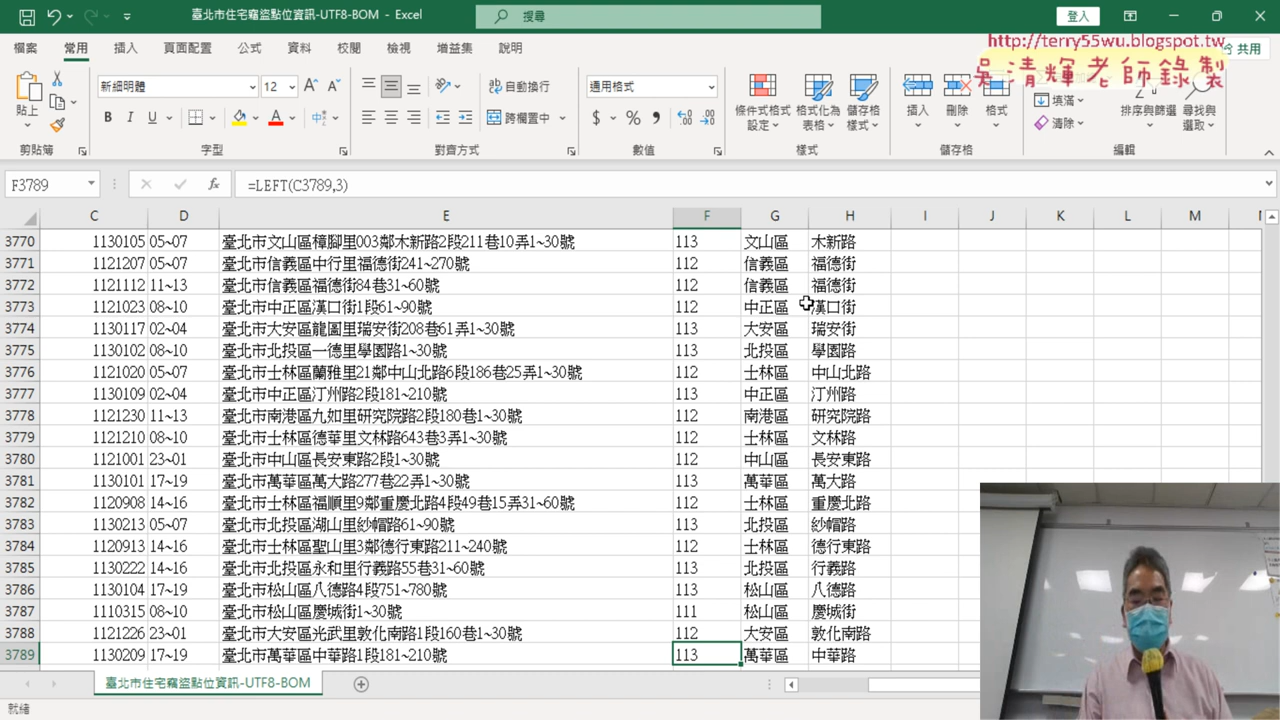 臺北市住宅竊盜點位資訊-UTF8-BOM - Excel
搜尋
登入
檔案 常用 插入 頁面配置 公式 資料 校閱 檢視 增益集 說明
共用
http://terry55wu.blogspot.tw
吳清輝老師錄製
貼上
新細明體 12
B I U
自動換行
跨欄置中
通用格式
$ % ,
條件式格式設定
格式化為表格
儲存格樣式
插入 刪除 格式
填滿
清除
排序與篩選
尋找與選取
剪貼簿 字型 對齊方式 數值 樣式 儲存格 編輯
F3789 fx =LEFT(C3789,3)
C D E F G H I J K L M
3770 1130105 05~07 臺北市文山區樟腳里003鄰木新路2段211巷10弄1~30號 113 文山區 木新路
3771 1121207 05~07 臺北市信義區中行里福德街241~270號 112 信義區 福德街
3772 1121112 11~13 臺北市信義區福德街84巷31~60號 112 信義區 福德街
3773 1121023 08~10 臺北市中正區漢口街1段61~90號 112 中正區 漢口街
3774 1130117 02~04 臺北市大安區龍圖里瑞安街208巷61弄1~30號 113 大安區 瑞安街
3775 1130102 08~10 臺北市北投區一德里學園路1~30號 113 北投區 學園路
3776 1121020 05~07 臺北市士林區蘭雅里21鄰中山北路6段186巷25弄1~30號 112 士林區 中山北路
3777 1130109 02~04 臺北市中正區汀州路2段181~210號 113 中正區 汀州路
3778 1121230 11~13 臺北市南港區九如里研究院路2段180巷1~30號 112 南港區 研究院路
3779 1121210 08~10 臺北市士林區德華里文林路643巷3弄1~30號 112 士林區 文林路
3780 1121001 23~01 臺北市中山區長安東路2段1~30號 112 中山區 長安東路
3781 1130101 17~19 臺北市萬華區萬大路277巷22弄1~30號 113 萬華區 萬大路
3782 1120908 14~16 臺北市士林區福順里9鄰重慶北路4段49巷15弄31~60號 112 士林區 重慶北路
3783 1130213 05~07 臺北市北投區湖山里紗帽路61~90號 113 北投區 紗帽路
3784 1120913 14~16 臺北市士林區聖山里3鄰德行東路211~240號 112 士林區 德行東路
3785 1130222 14~16 臺北市北投區永和里行義路55巷31~60號 113 北投區 行義路
3786 1130104 17~19 臺北市松山區八德路4段751~780號 113 松山區 八德路
3787 1110315 08~10 臺北市松山區慶城街1~30號 111 松山區 慶城街
3788 1121226 23~01 臺北市大安區光武里敦化南路1段160巷1~30號 112 大安區 敦化南路
3789 1130209 17~19 臺北市萬華區中華路1段181~210號 113 萬華區 中華路
臺北市住宅竊盜點位資訊-UTF8-BOM
就緒